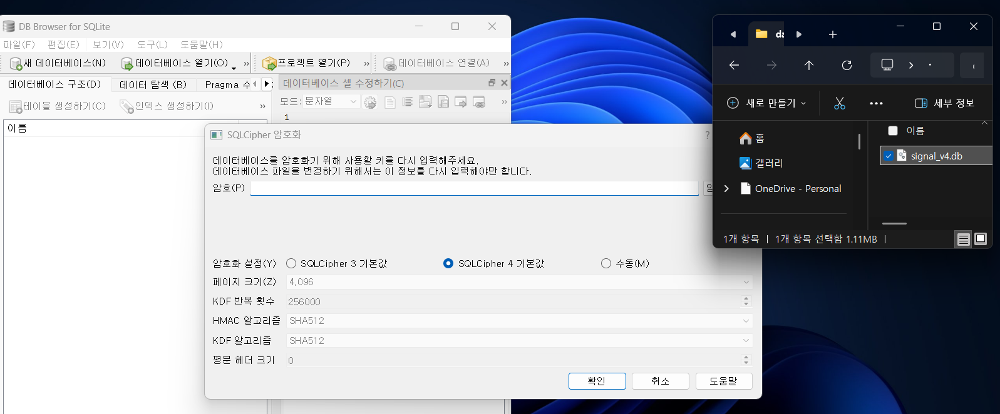 DB Browser for SQLite
파일(F) 편집(E) 보기(V) 도구(L) 도움말(H)
새 데이터베이스(N) 데이터베이스 열기(O) » 프로젝트 열기(P) » 데이터베이스 연결(A) »
데이터베이스 구조(D) 데이터 탐색 (B) Pragma 수
데이터베이스 셀 수정하기(C)
테이블 생성하기(C) 인덱스 생성하기(I) »
모드: 문자열 »
1
이름
SQLCipher 암호화 ?
데이터베이스를 암호화기 위해 사용할 키를 다시 입력해주세요.
데이터베이스 파일을 변경하기 위해서는 이 정보를 다시 입력해야만 합니다.
암호(P)
암호화 설정(Y) SQLCipher 3 기본값 SQLCipher 4 기본값 수동(M)
페이지 크기(Z) 4,096
KDF 반복 횟수 256000
HMAC 알고리즘 SHA512
KDF 알고리즘 SHA512
평문 헤더 크기 0
확인 취소 도움말
da
새로 만들기 세부 정보
홈
갤러리
OneDrive - Personal
이름
signal_v4.db
1개 항목 | 1개 항목 선택함 1.11MB |